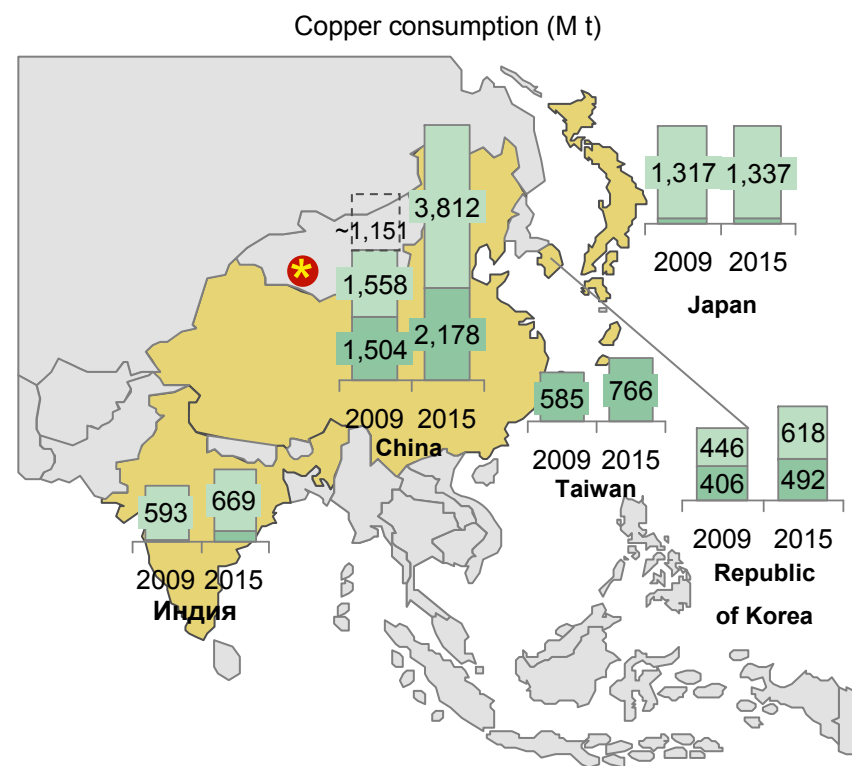 Copper consumption (M t)
1,317 1,337
2009 2015
Japan
~1,151
3,812
1,558
1,504
2,178
2009 2015
China
585 766
2009 2015
Taiwan
446 618
406 492
2009 2015
Republic
of Korea
593 669
2009 2015
Индия
*